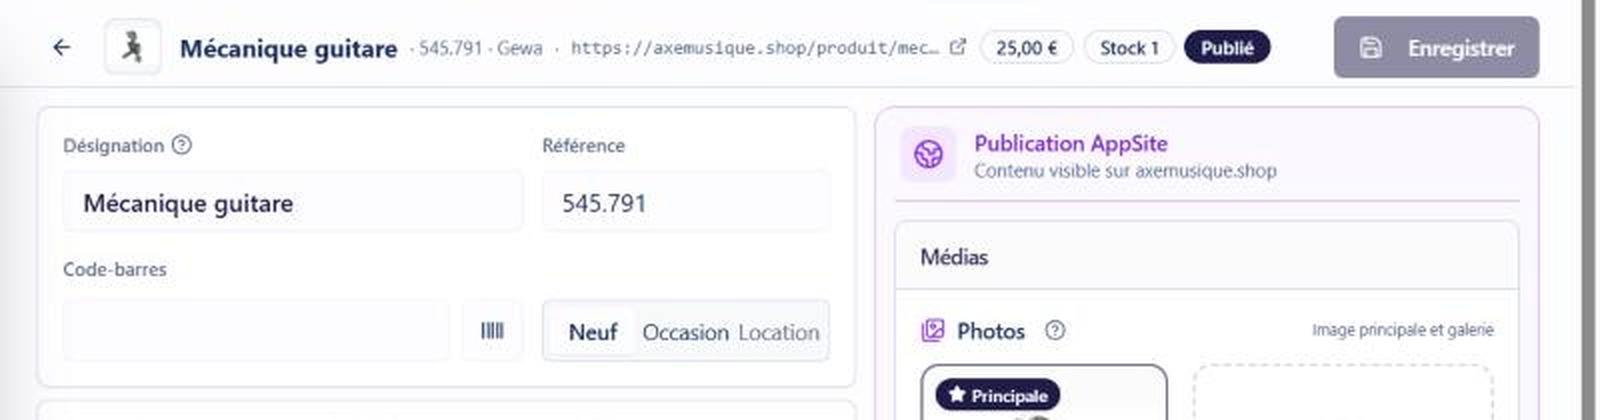 Mécanique guitare · 545.791 · Gewa · https://axemusique.shop/produit/mec… 25,00 € Stock 1 Publié Enregistrer
Désignation
Référence
Mécanique guitare
545.791
Code-barres
Neuf Occasion Location
Publication AppSite
Contenu visible sur axemusique.shop
Médias
Photos
Image principale et galerie
Principale